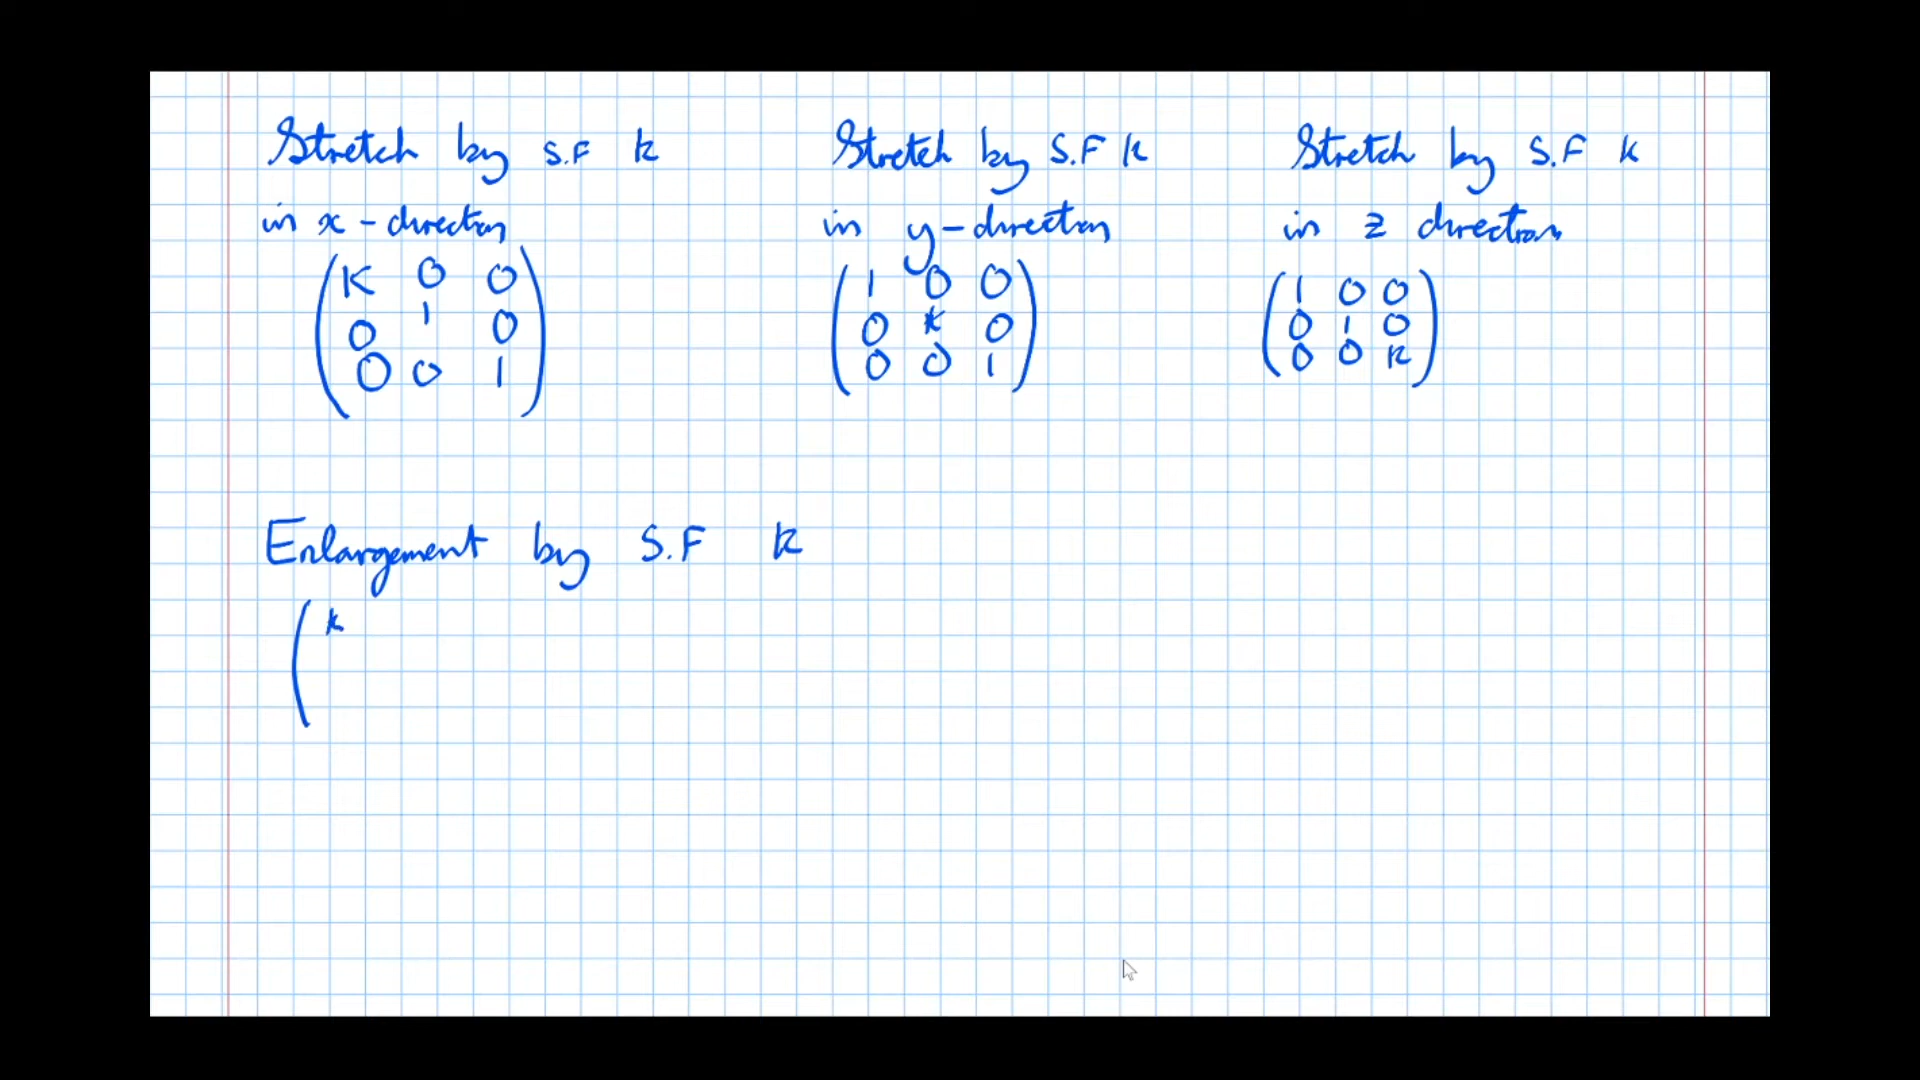 Stretch by S.F k
in x-direction
(K 0 0
0 1 0
0 0 1)
Stretch by S.F k
in y-direction
(1 0 0
0 k 0
0 0 1)
Stretch by S.F k
in z direction
(1 0 0
0 1 0
0 0 k)
Enlargement by S.F k
(k